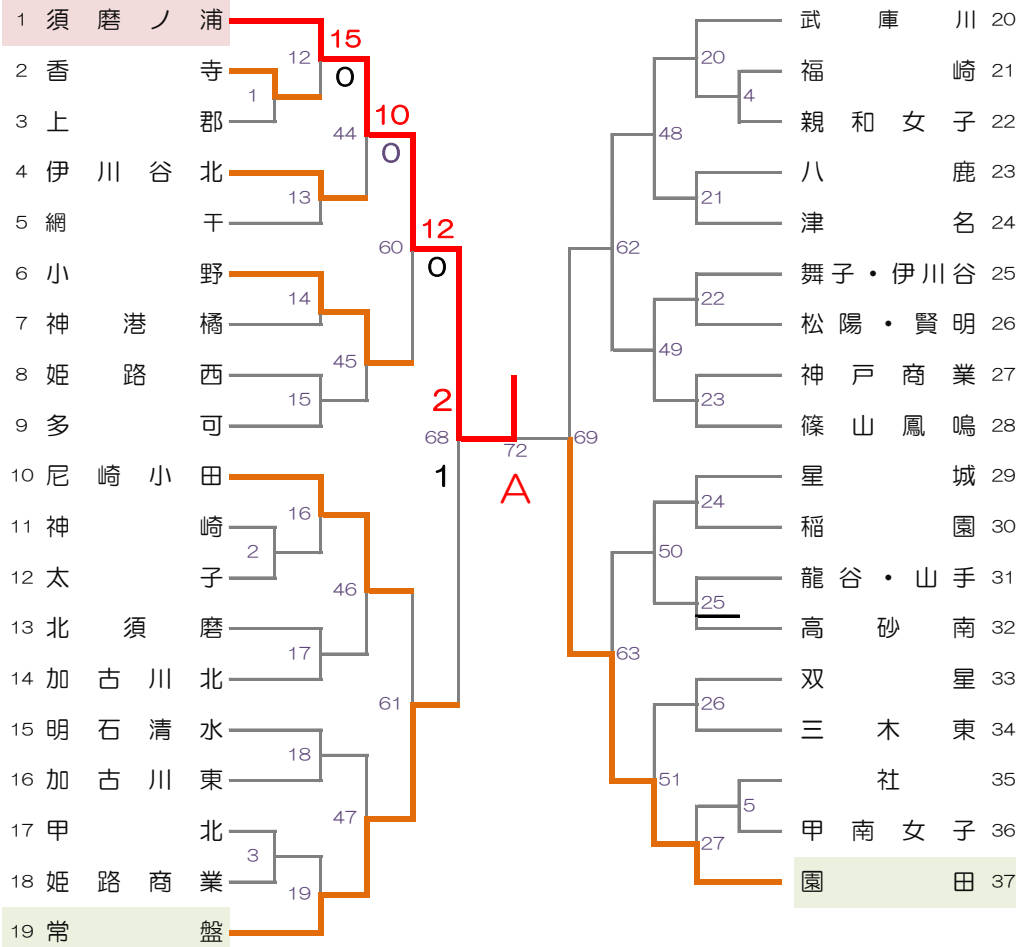 1 須磨ノ浦
2 香寺
3 上郡
4 伊川谷北
5 網干
6 小野
7 神港橘
8 姫路西
9 多可
10 尼崎小田
11 神崎
12 太子
13 北須磨
14 加古川北
15 明石清水
16 加古川東
17 甲北
18 姫路商業
19 常盤
1
2
3
12
13
14
15
16
17
18
19
44
45
46
47
60
61
68
15
0
10
0
12
0
2
1
72
A
69
62
63
48
49
50
51
20
21
22
23
24
25
26
27
4
5
武庫川 20
福崎 21
親和女子 22
八鹿 23
津名 24
舞子・伊川谷 25
松陽・賢明 26
神戸商業 27
篠山鳳鳴 28
星城 29
稲園 30
龍谷・山手 31
高砂南 32
双星 33
三木東 34
社 35
甲南女子 36
園田 37